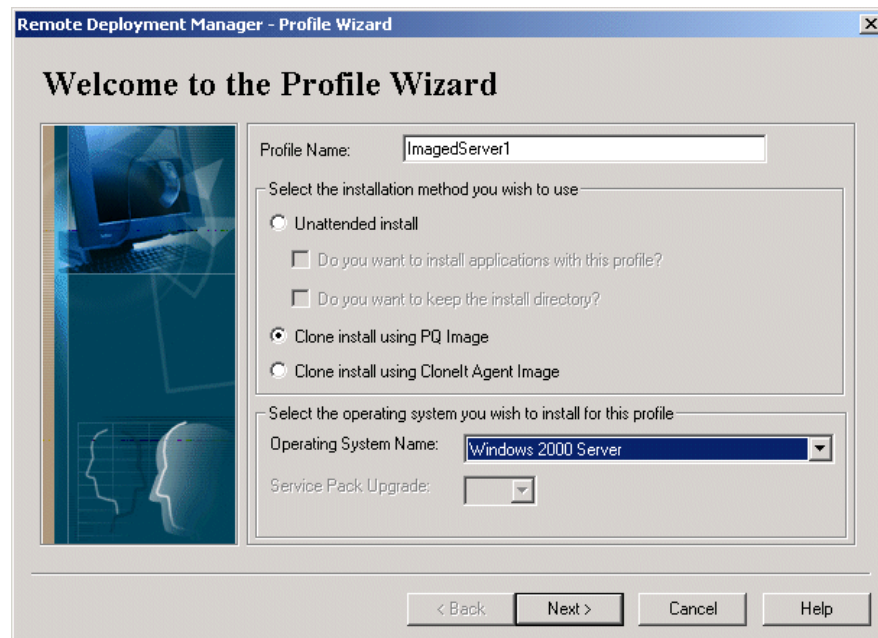 Remote Deployment Manager - Profile Wizard
Welcome to the Profile Wizard
Profile Name: ImagedServer1
Select the installation method you wish to use
Unattended install
Do you want to install applications with this profile?
Do you want to keep the install directory?
Clone install using PQ Image
Clone install using CloneIt Agent Image
Select the operating system you wish to install for this profile
Operating System Name: Windows 2000 Server
Service Pack Upgrade:
< Back Next > Cancel Help